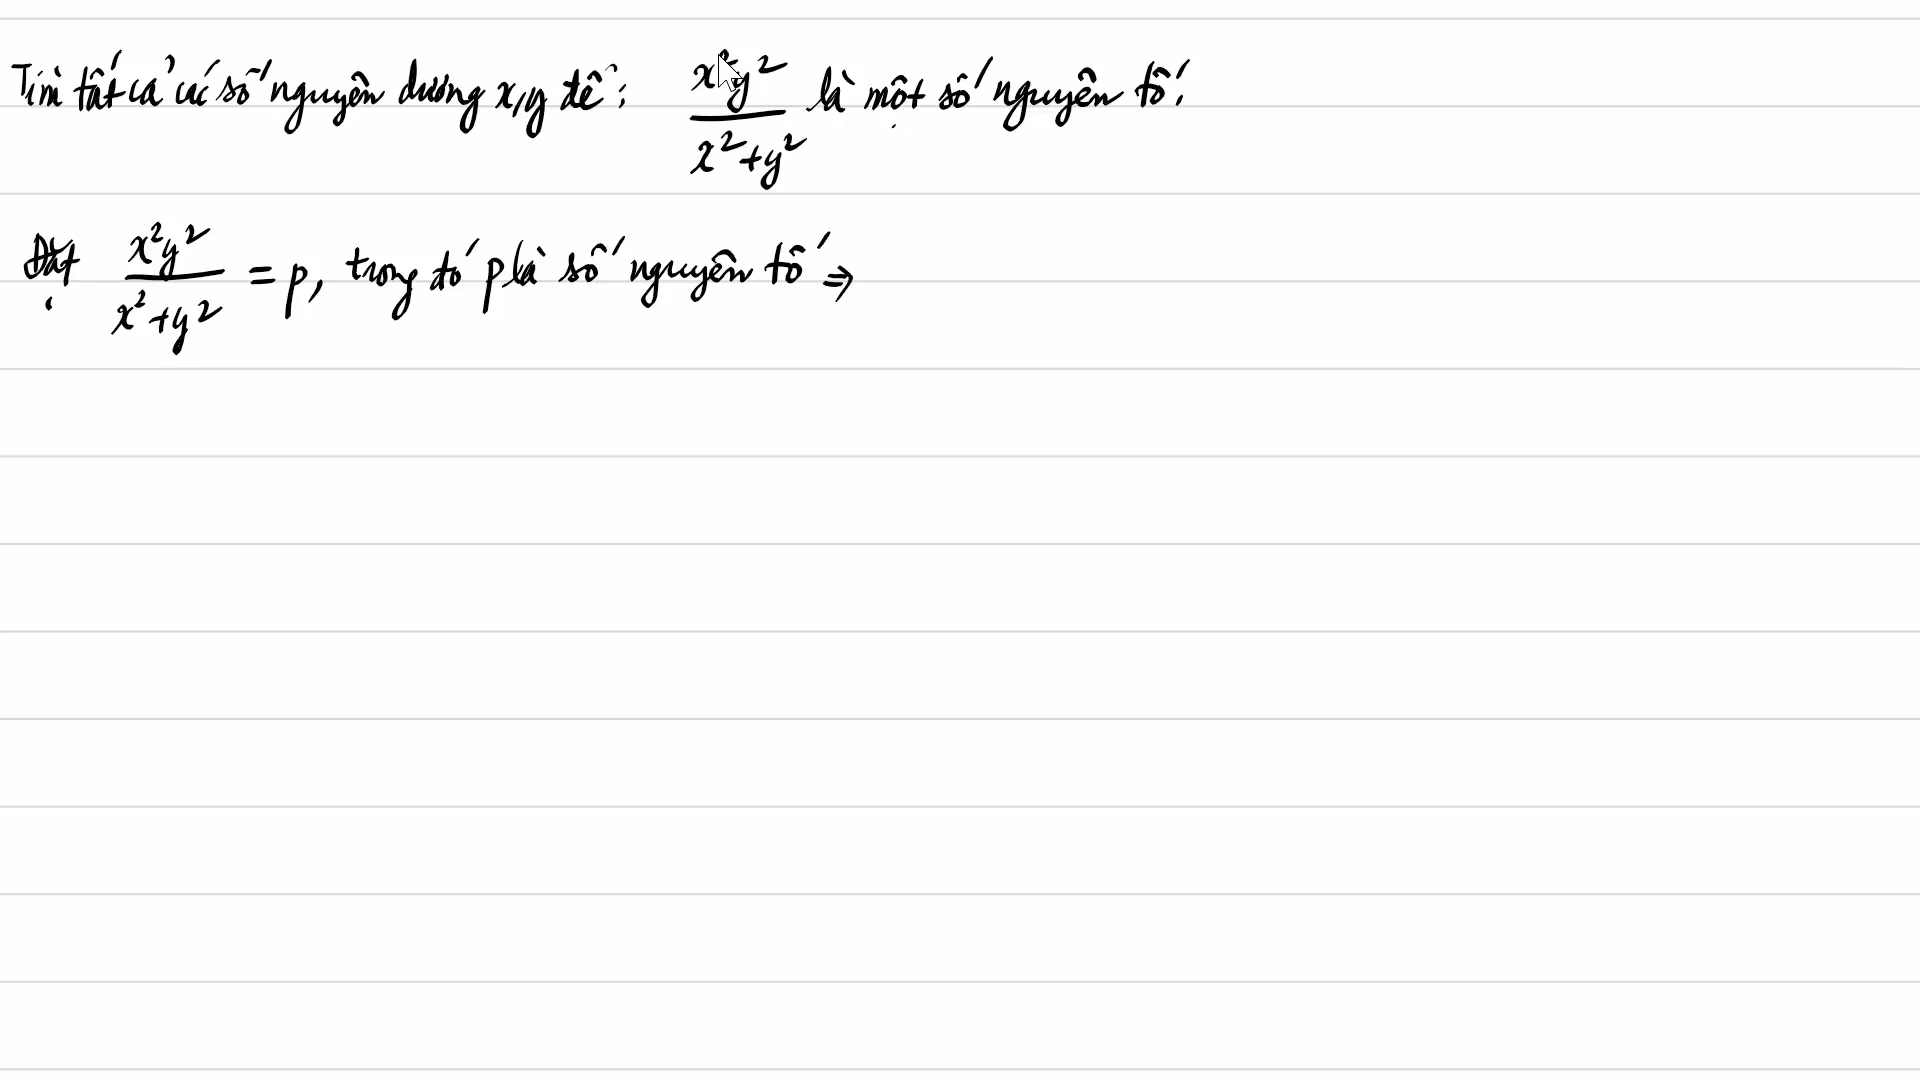 Tìm tất cả các số nguyên dương x,y để: x²y²/(x²+y²) là một số nguyên tố!
Đặt x²y²/(x²+y²) = p, trong đó p là số nguyên tố ⇒